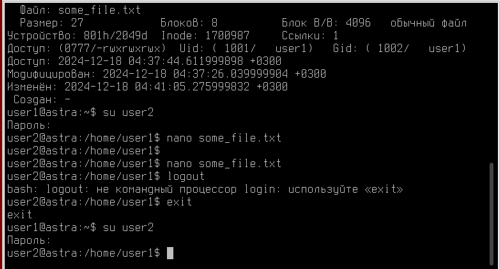 Файл: some_file.txt
Размер: 27 Блоков: 8 Блок В/В: 4096 обычный файл
Устройство: 801h/2049d Inode: 1700987 Ссылки: 1
Доступ: (0777/-rwxrwxrwx) Uid: ( 1001/ user1) Gid: ( 1002/ user1)
Доступ: 2024-12-18 04:37:44.611999898 +0300
Модифицирован: 2024-12-18 04:37:26.039999904 +0300
Изменён: 2024-12-18 04:41:05.275999832 +0300
Создан: -
user1@astra:~$ su user2
Пароль:
user2@astra:/home/user1$ nano some_file.txt
user2@astra:/home/user1$
user2@astra:/home/user1$ nano some_file.txt
user2@astra:/home/user1$ logout
bash: logout: не командный процессор login: используйте «exit»
user2@astra:/home/user1$ exit
exit
user1@astra:~$ su user2
Пароль:
user2@astra:/home/user1$